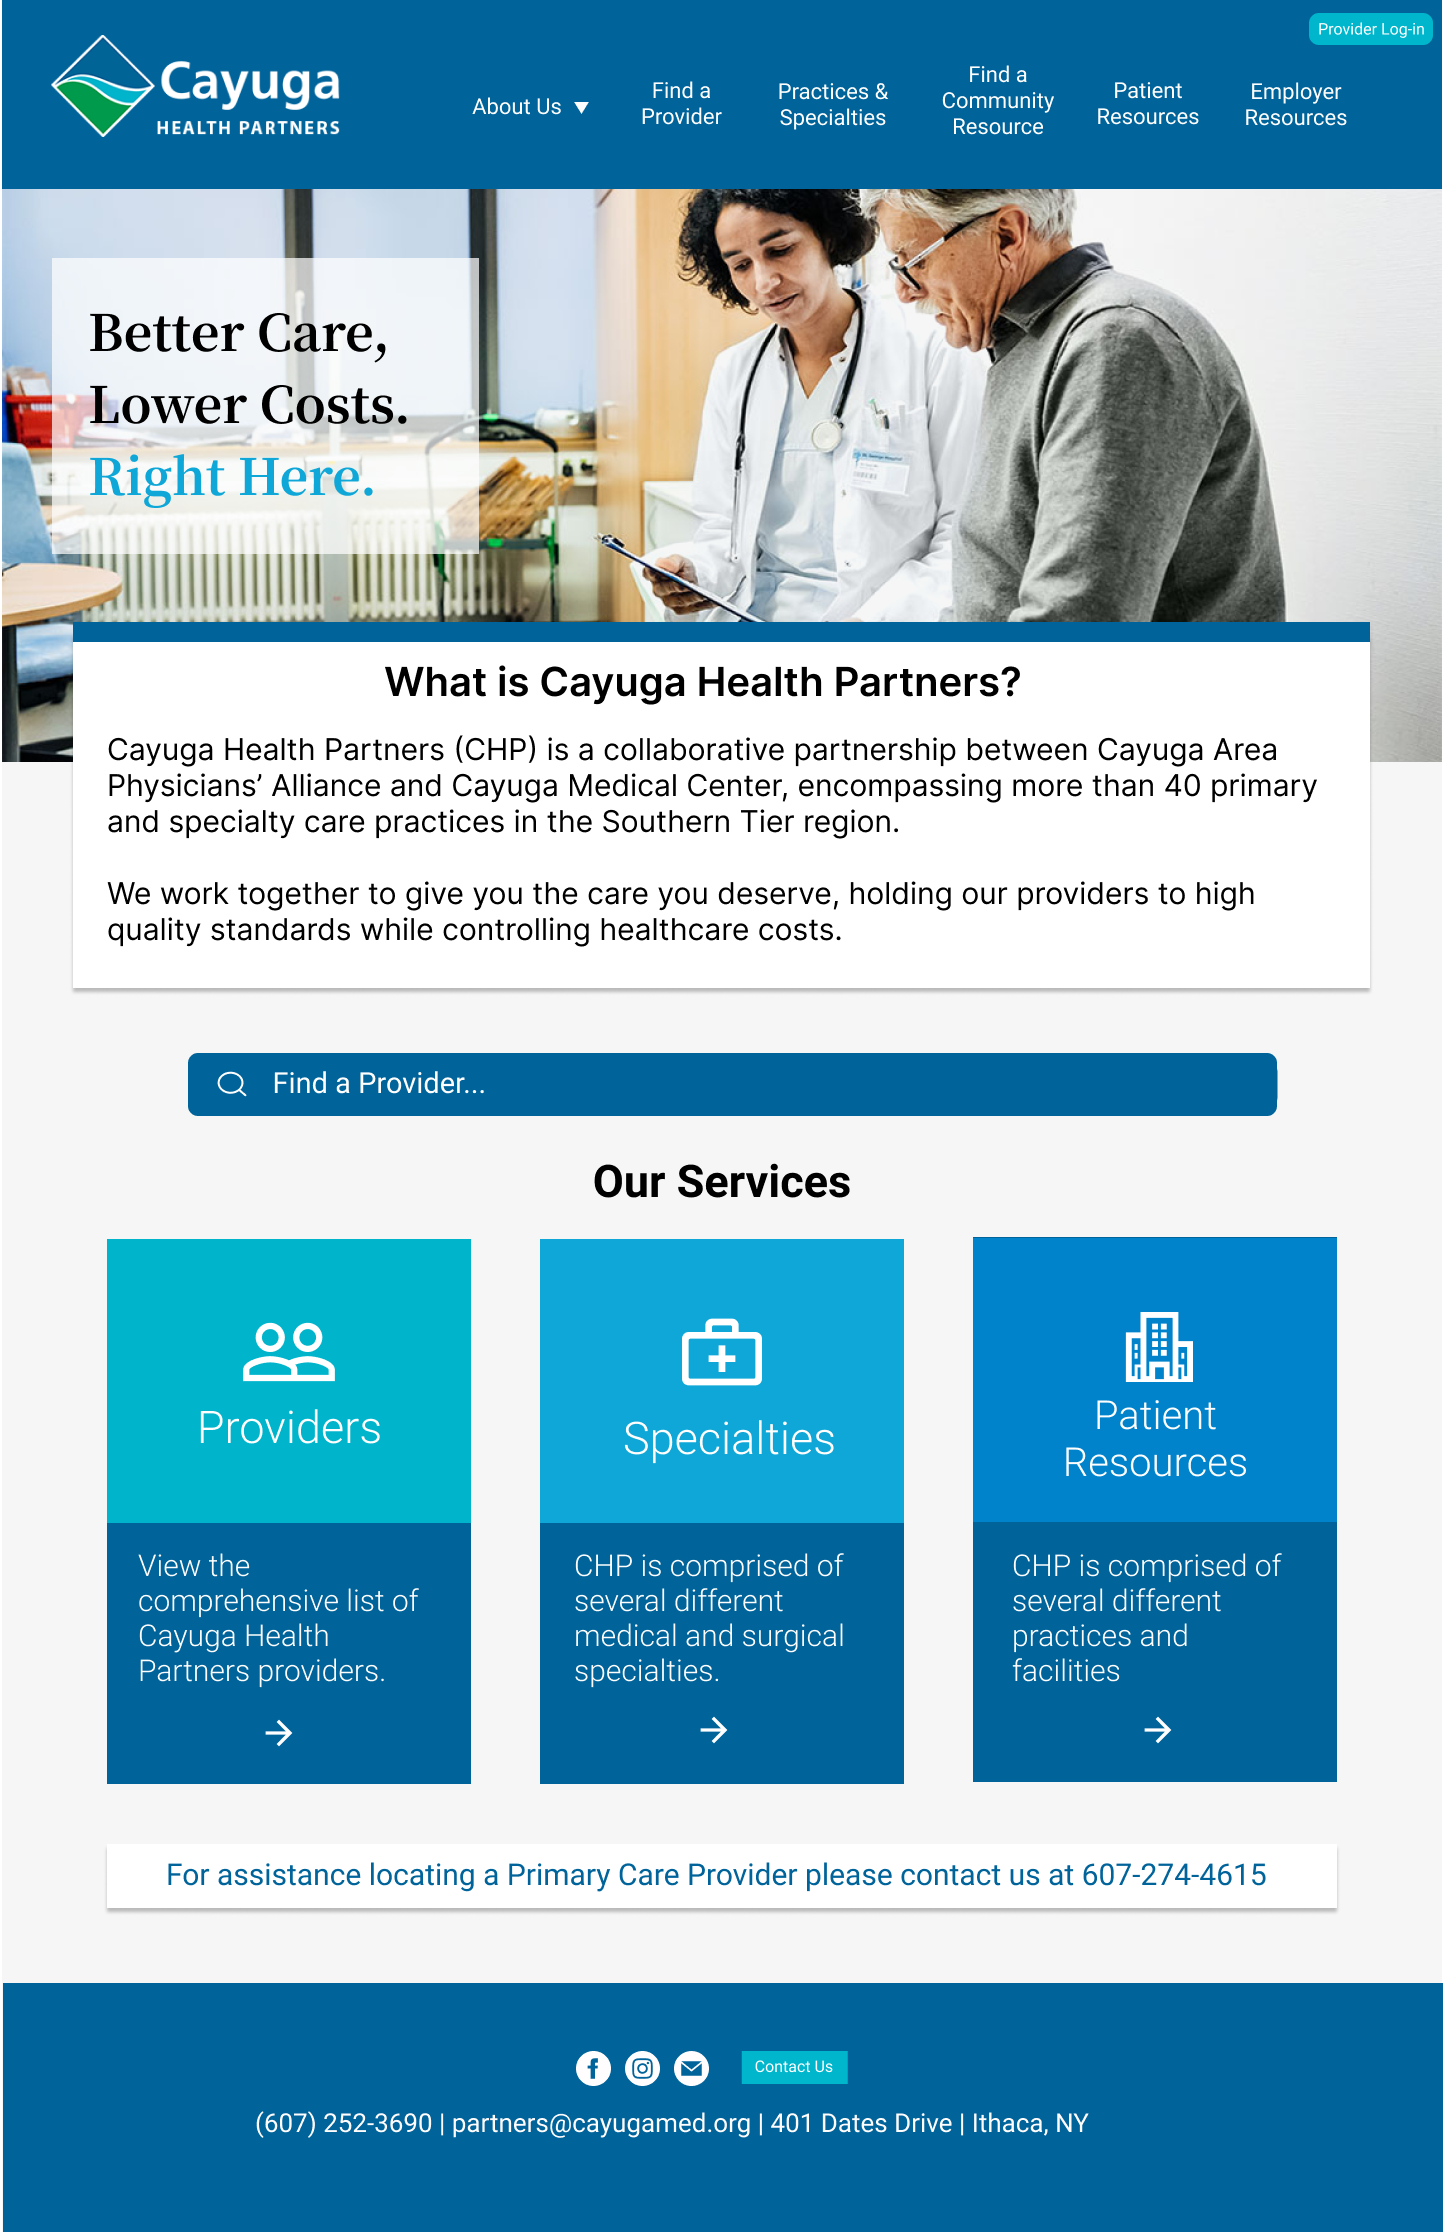 Provider Log-in
Cayuga
HEALTH PARTNERS
About Us
Find a
Provider
Practices &
Specialties
Find a
Community
Resource
Patient
Resources
Employer
Resources
Better Care,
Lower Costs.
Right Here.
What is Cayuga Health Partners?
Cayuga Health Partners (CHP) is a collaborative partnership between Cayuga Area
Physicians’ Alliance and Cayuga Medical Center, encompassing more than 40 primary
and specialty care practices in the Southern Tier region.
We work together to give you the care you deserve, holding our providers to high
quality standards while controlling healthcare costs.
Find a Provider...
Our Services
Providers
View the
comprehensive list of
Cayuga Health
Partners providers.
Specialties
CHP is comprised of
several different
medical and surgical
specialties.
Patient
Resources
CHP is comprised of
several different
practices and
facilities
For assistance locating a Primary Care Provider please contact us at 607-274-4615
Contact Us
(607) 252-3690 | partners@cayugamed.org | 401 Dates Drive | Ithaca, NY